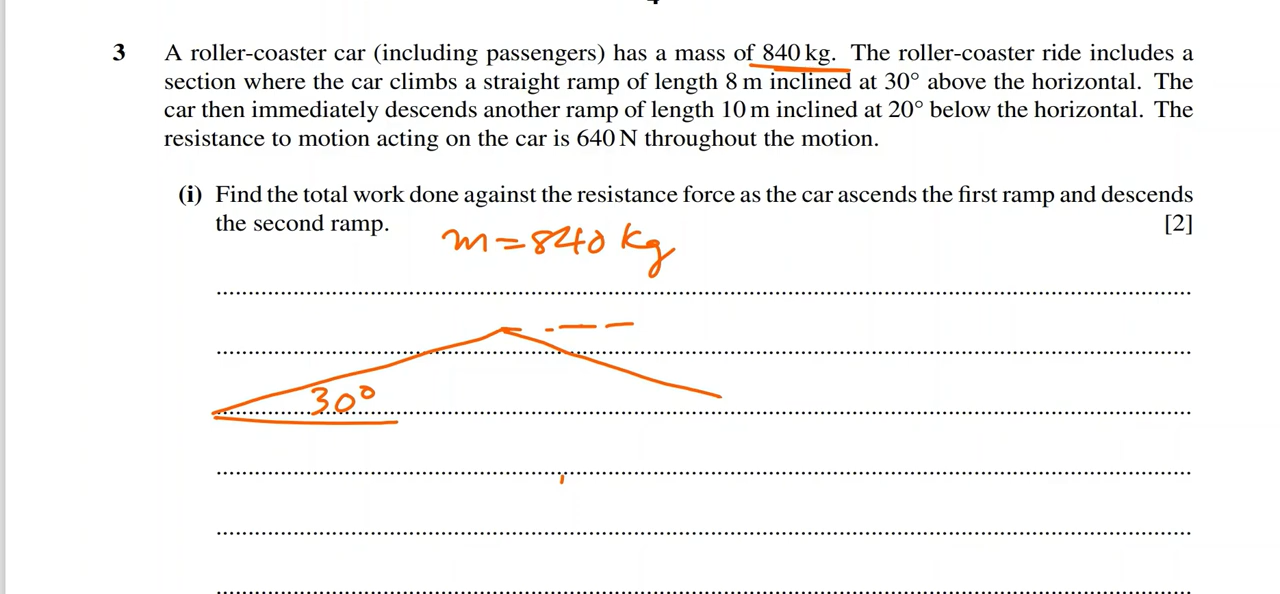 3 A roller-coaster car (including passengers) has a mass of 840 kg. The roller-coaster ride includes a
section where the car climbs a straight ramp of length 8 m inclined at 30° above the horizontal. The
car then immediately descends another ramp of length 10 m inclined at 20° below the horizontal. The
resistance to motion acting on the car is 640 N throughout the motion.
(i) Find the total work done against the resistance force as the car ascends the first ramp and descends
the second ramp. [2]
m = 840 kg
30°